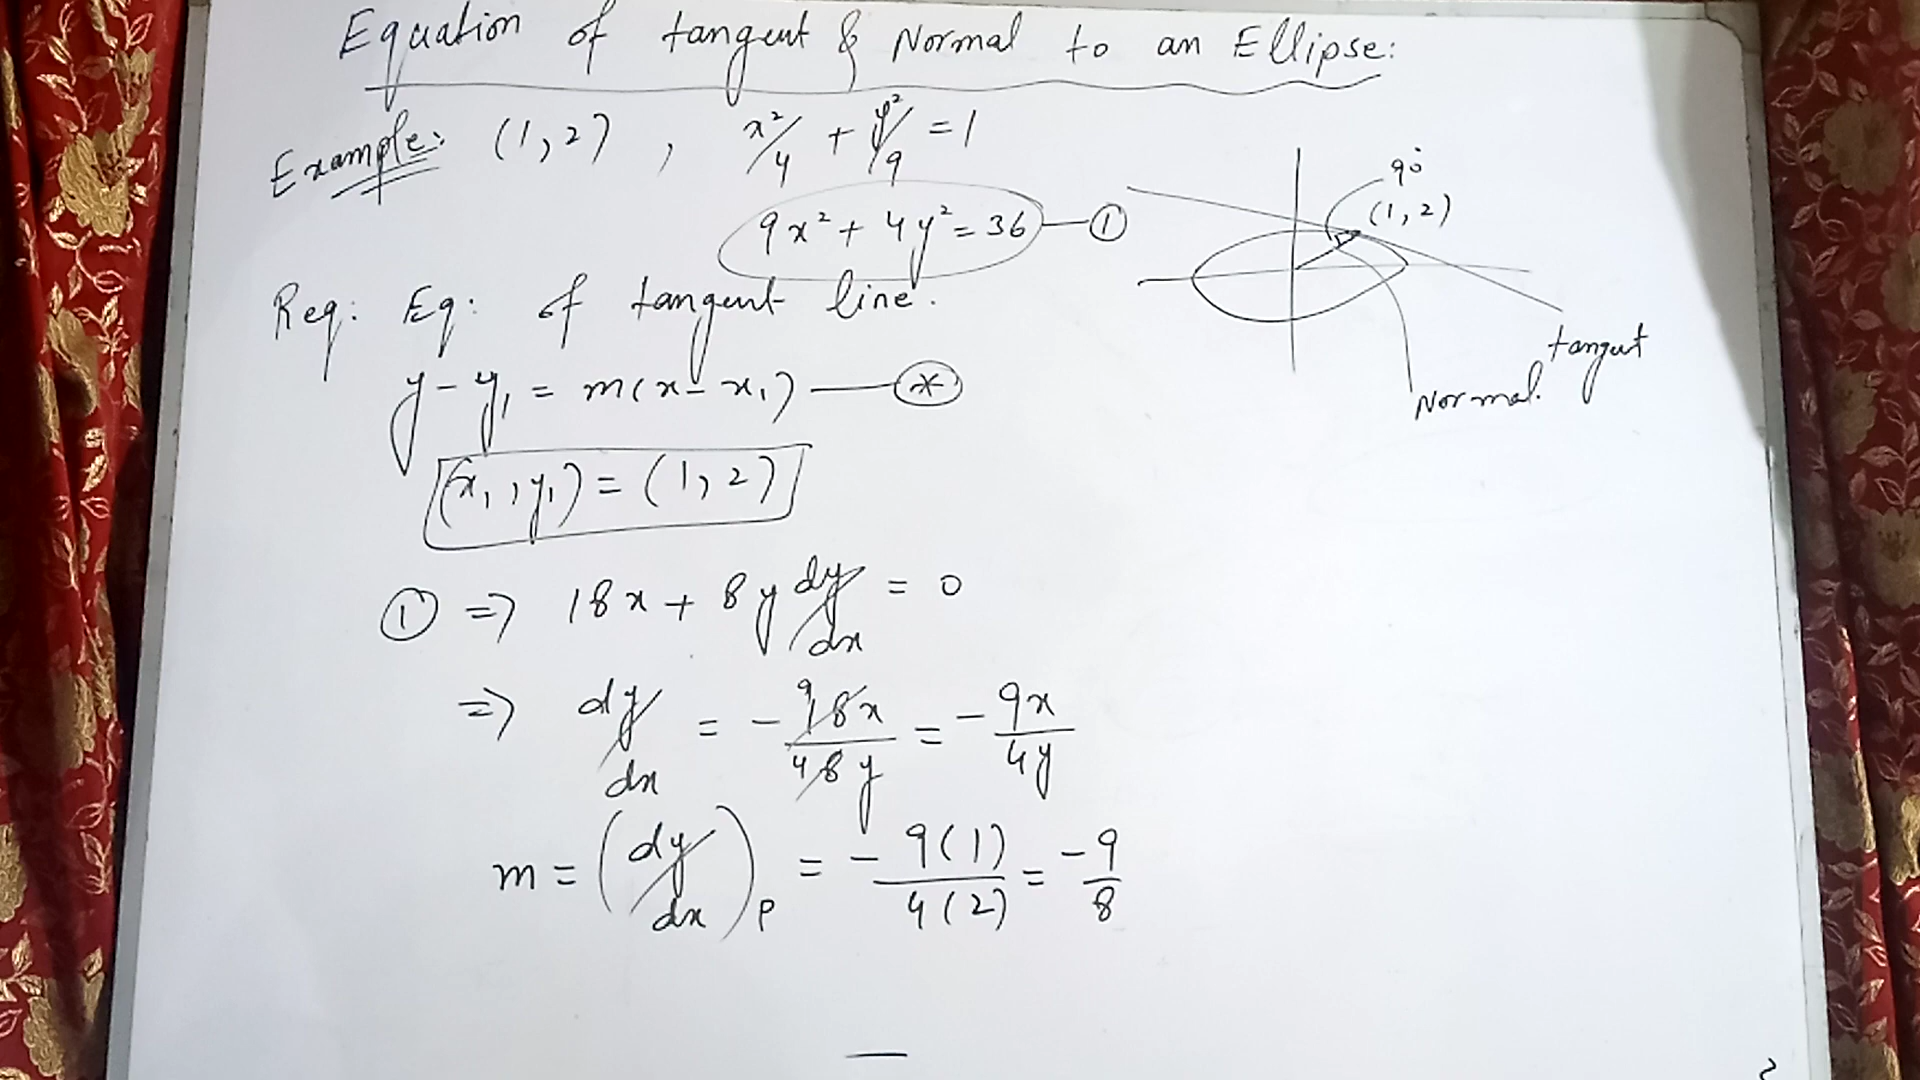 Equation of tangent & Normal to an Ellipse:
Example: (1,2) , x²/4 + y²/9 = 1
9x² + 4y² = 36 — ①
90°
(1,2)
tangent
Normal.
Req: Eq: of tangent line.
y - y₁ = m(x - x₁) — (*)
(x₁, y₁) = (1,2)
① => 18x + 8y dy/dx = 0
=> dy/dx = - 18x/8y = - 9x/4y
m = (dy/dx)P = - 9(1)/4(2) = -9/8